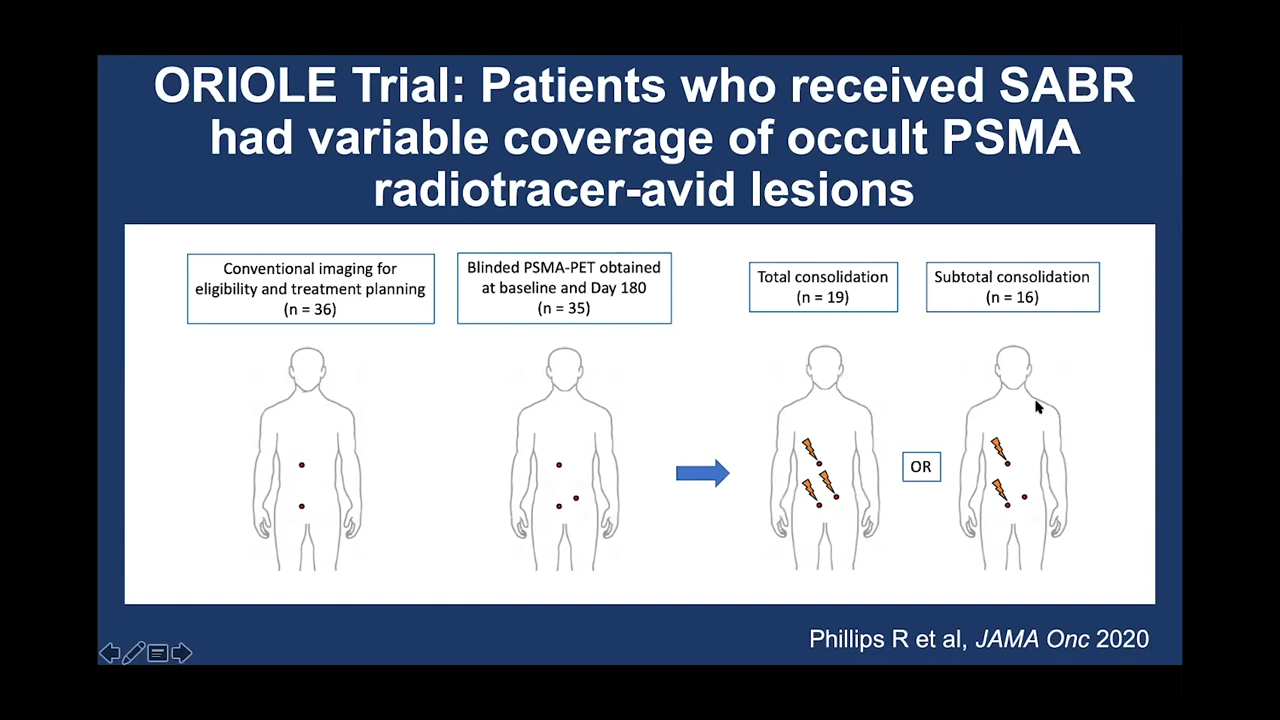 ORIOLE Trial: Patients who received SABR
had variable coverage of occult PSMA
radiotracer-avid lesions
Conventional imaging for
eligibility and treatment planning
(n = 36)
Blinded PSMA-PET obtained
at baseline and Day 180
(n = 35)
Total consolidation
(n = 19)
Subtotal consolidation
(n = 16)
OR
Phillips R et al, JAMA Onc 2020